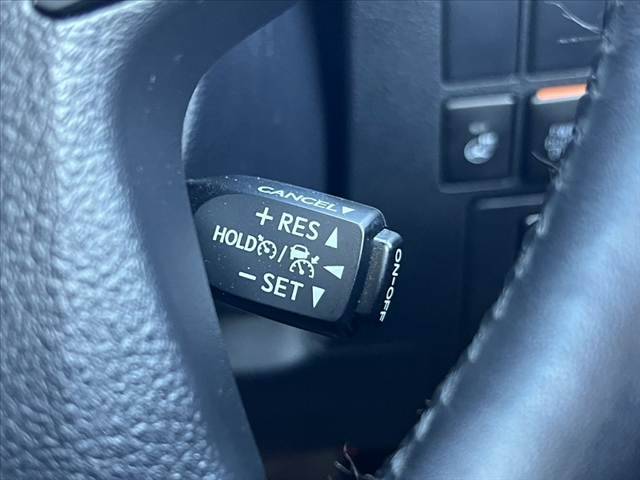 CANCEL▼
+ RES ▲
HOLD /
− SET ▼
ON-OFF